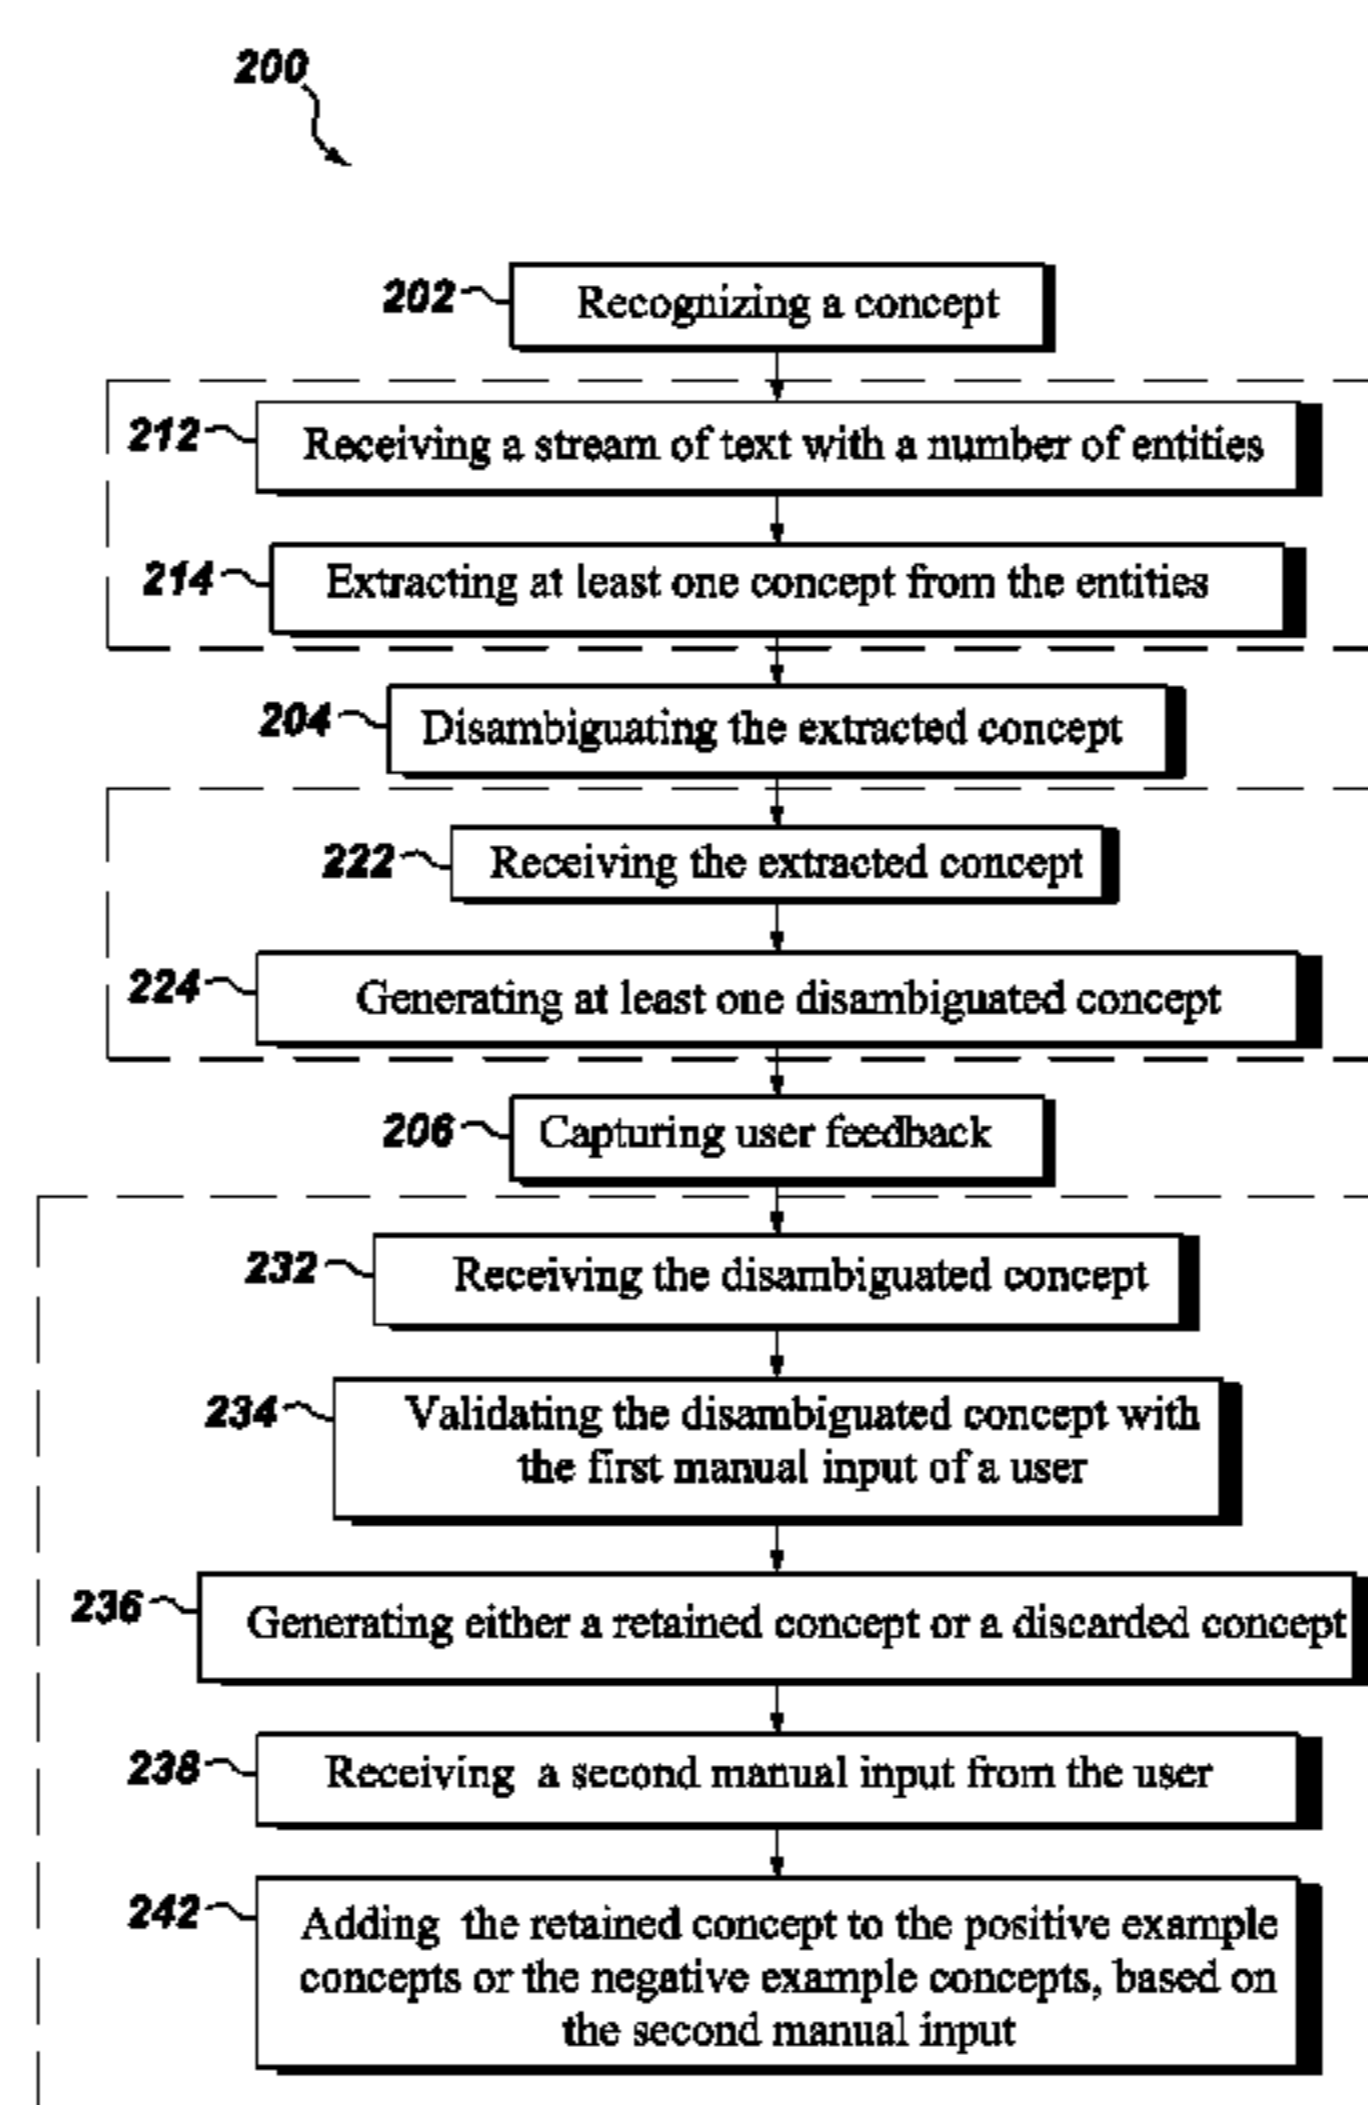 200
202 Recognizing a concept
212 Receiving a stream of text with a number of entities
214 Extracting at least one concept from the entities
204 Disambiguating the extracted concept
222 Receiving the extracted concept
224 Generating at least one disambiguated concept
206 Capturing user feedback
232 Receiving the disambiguated concept
234 Validating the disambiguated concept with
the first manual input of a user
236 Generating either a retained concept or a discarded concept
238 Receiving a second manual input from the user
242 Adding the retained concept to the positive example
concepts or the negative example concepts, based on
the second manual input